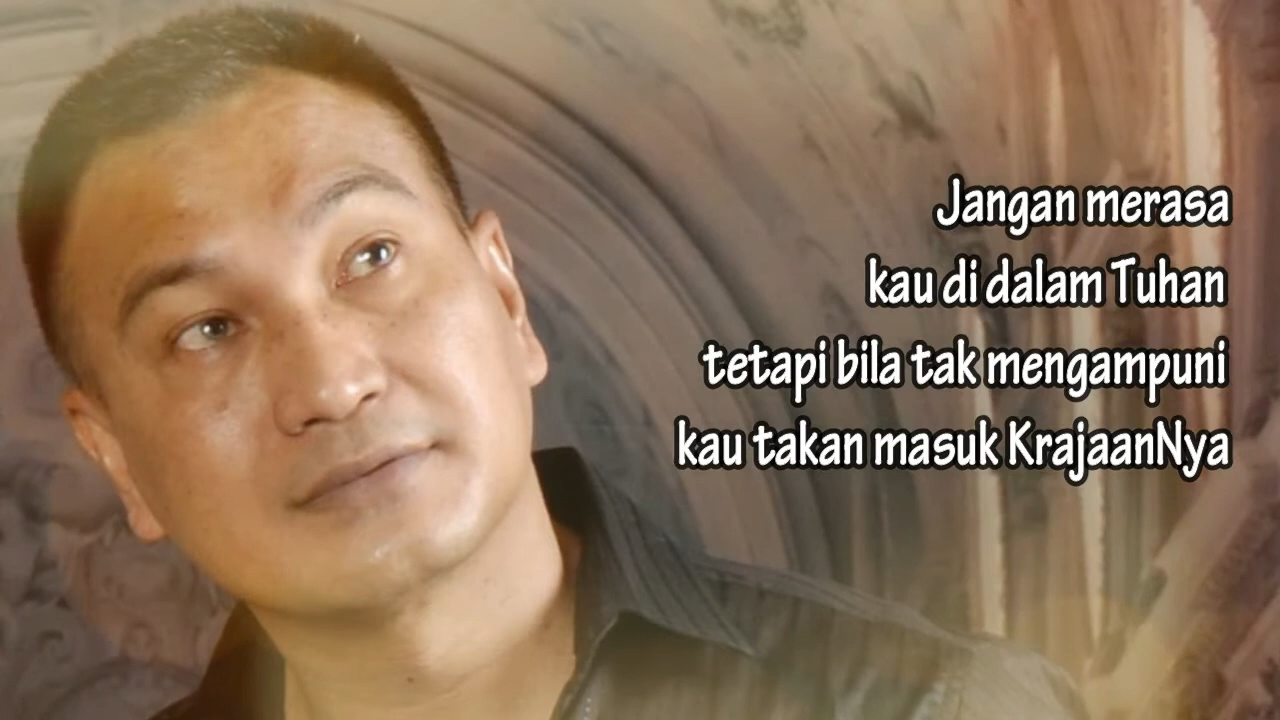 Jangan merasa
kau di dalam Tuhan
tetapi bila tak mengampuni
kau takan masuk KrajaanNya